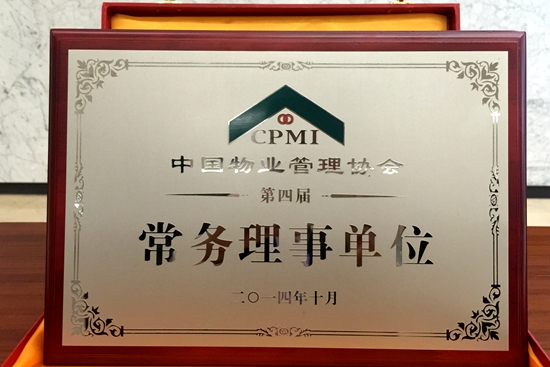 CPMI
中国物业管理协会
第四届
常务理事单位
二〇一四年十月